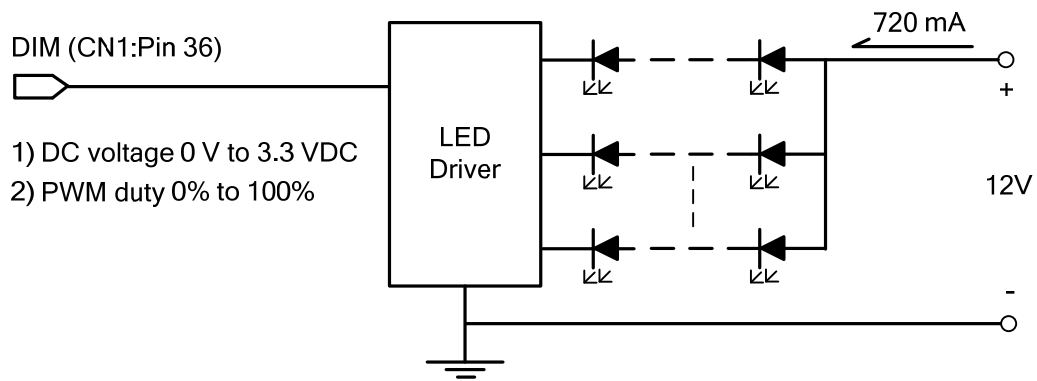 720 mA
DIM (CN1:Pin 36)
+
LED
Driver
1) DC voltage 0 V to 3.3 VDC
2) PWM duty 0% to 100%
12V
-